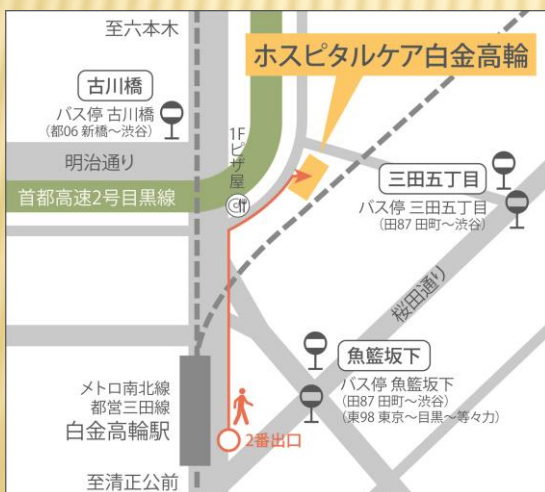 至六本木
ホスピタルケア白金高輪
古川橋
バス停 古川橋
(都06 新橋～渋谷)
1F ピザ屋
明治通り
首都高速2号目黒線
三田五丁目
バス停 三田五丁目
(田87 田町～渋谷)
桜田通り
魚籃坂下
バス停 魚籃坂下
(田87 田町～渋谷)
(東98 東京～目黒～等々力)
メトロ南北線
都営三田線
白金高輪駅
2番出口
至清正公前